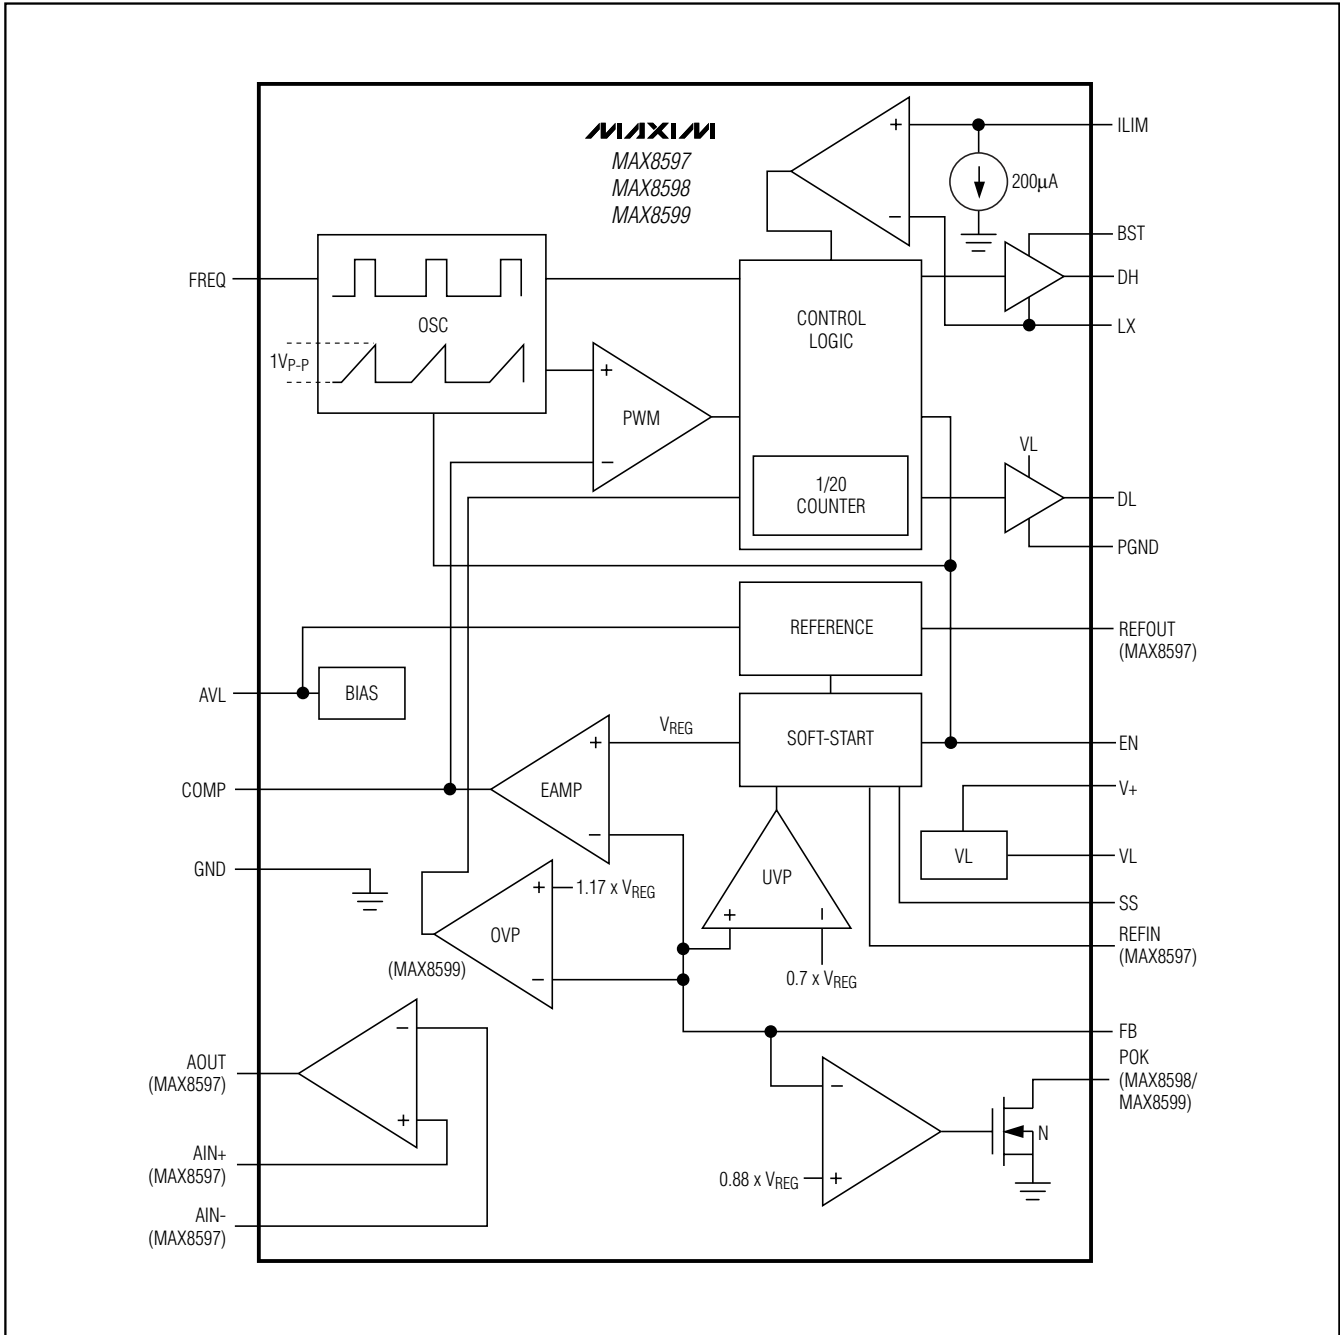 MAXIM
MAX8597
MAX8598
MAX8599
+
ILIM
200µA
−
BST
FREQ
DH
OSC
CONTROL
LOGIC
LX
1VP-P
+
PWM
−
VL
1/20
COUNTER
DL
PGND
REFERENCE
REFOUT
(MAX8597)
AVL
BIAS
VREG
SOFT-START
+
EN
COMP
EAMP
V+
−
VL
VL
GND
+
1.17 x VREG
UVP
+
−
SS
OVP
REFIN
(MAX8597)
(MAX8599)
−
0.7 x VREG
−
FB
AOUT
(MAX8597)
POK
(MAX8598/
MAX8599)
−
+
N
AIN+
(MAX8597)
0.88 x VREG
+
AIN-
(MAX8597)